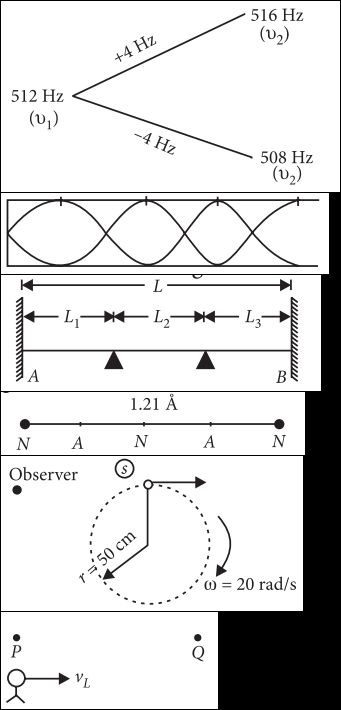 516 Hz
(υ₂)
+4 Hz
512 Hz
(υ₁)
–4 Hz
508 Hz
(υ₂)
L
L₁ L₂ L₃
A B
1.21 Å
N A N A N
Observer
s
r = 50 cm
ω = 20 rad/s
P Q
v_L